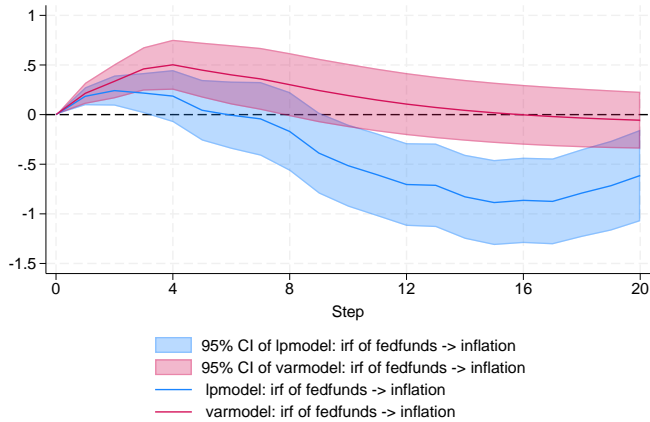 1
.5
0
-.5
-1
-1.5
0
4
8
12
16
20
Step
95% CI of lpmodel: irf of fedfunds -> inflation
95% CI of varmodel: irf of fedfunds -> inflation
lpmodel: irf of fedfunds -> inflation
varmodel: irf of fedfunds -> inflation